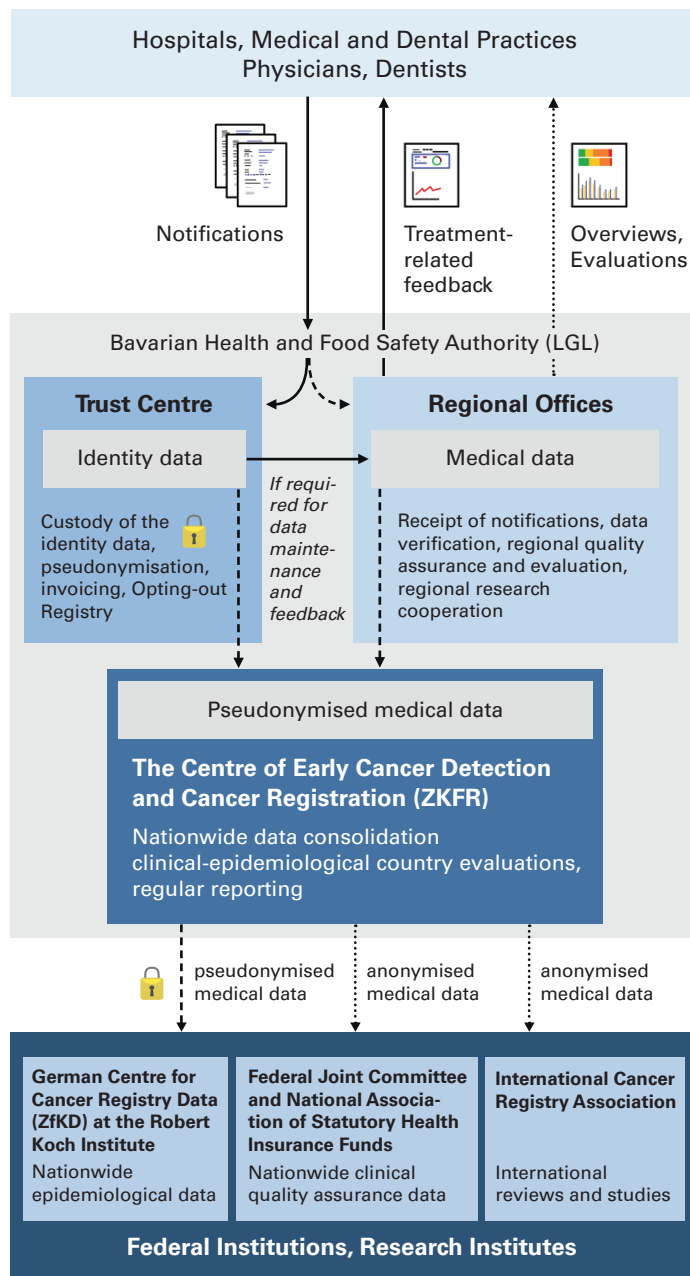 Hospitals, Medical and Dental Practices
Physicians, Dentists
Notifications
Treatment-
related
feedback
Overviews,
Evaluations
Bavarian Health and Food Safety Authority (LGL)
Trust Centre
Identity data
Custody of the
identity data,
pseudonymisation,
invoicing, Opting-out
Registry
If requi-
red for
data
mainte-
nance
and
feedback
Regional Offices
Medical data
Receipt of notifications, data
verification, regional quality
assurance and evaluation,
regional research
cooperation
Pseudonymised medical data
The Centre of Early Cancer Detection
and Cancer Registration (ZKFR)
Nationwide data consolidation
clinical-epidemiological country evaluations,
regular reporting
pseudonymised
medical data
anonymised
medical data
anonymised
medical data
German Centre for
Cancer Registry Data
(ZfKD) at the Robert
Koch Institute
Nationwide
epidemiological data
Federal Joint Committee
and National Associa-
tion of Statutory Health
Insurance Funds
Nationwide clinical
quality assurance data
International Cancer
Registry Association
International
reviews and studies
Federal Institutions, Research Institutes